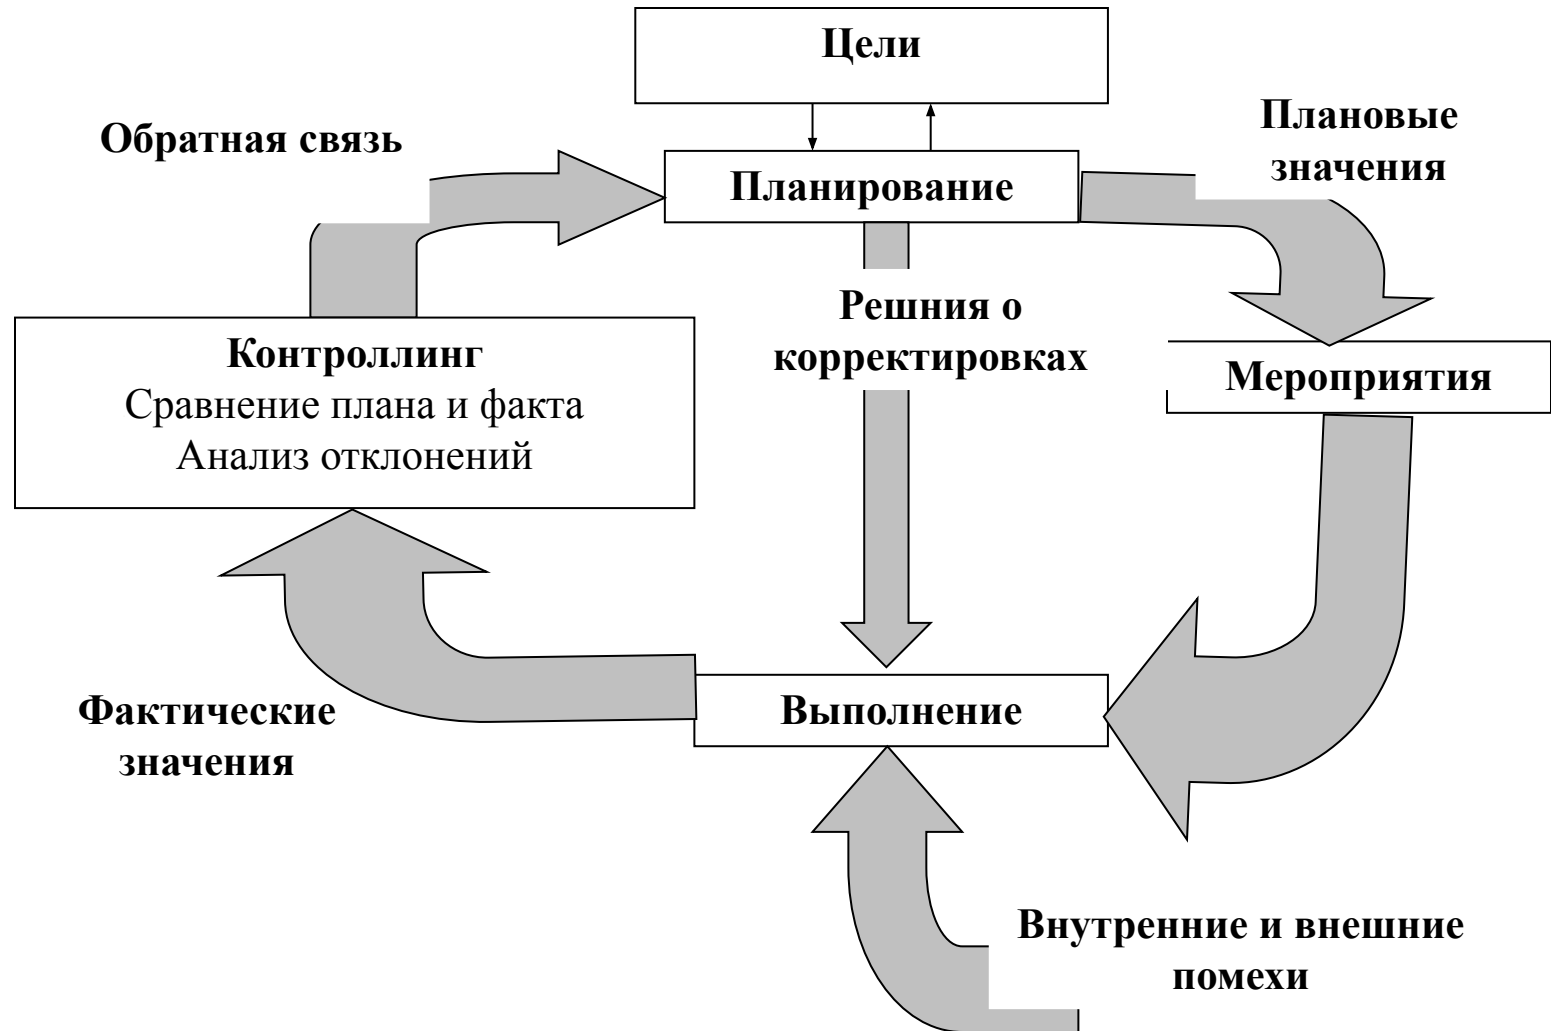 Цели
Обратная связь
Плановые
значения
Планирование
Решния о
корректировках
Контроллинг
Сравнение плана и факта
Анализ отклонений
Мероприятия
Фактические
значения
Выполнение
Внутренние и внешние
помехи